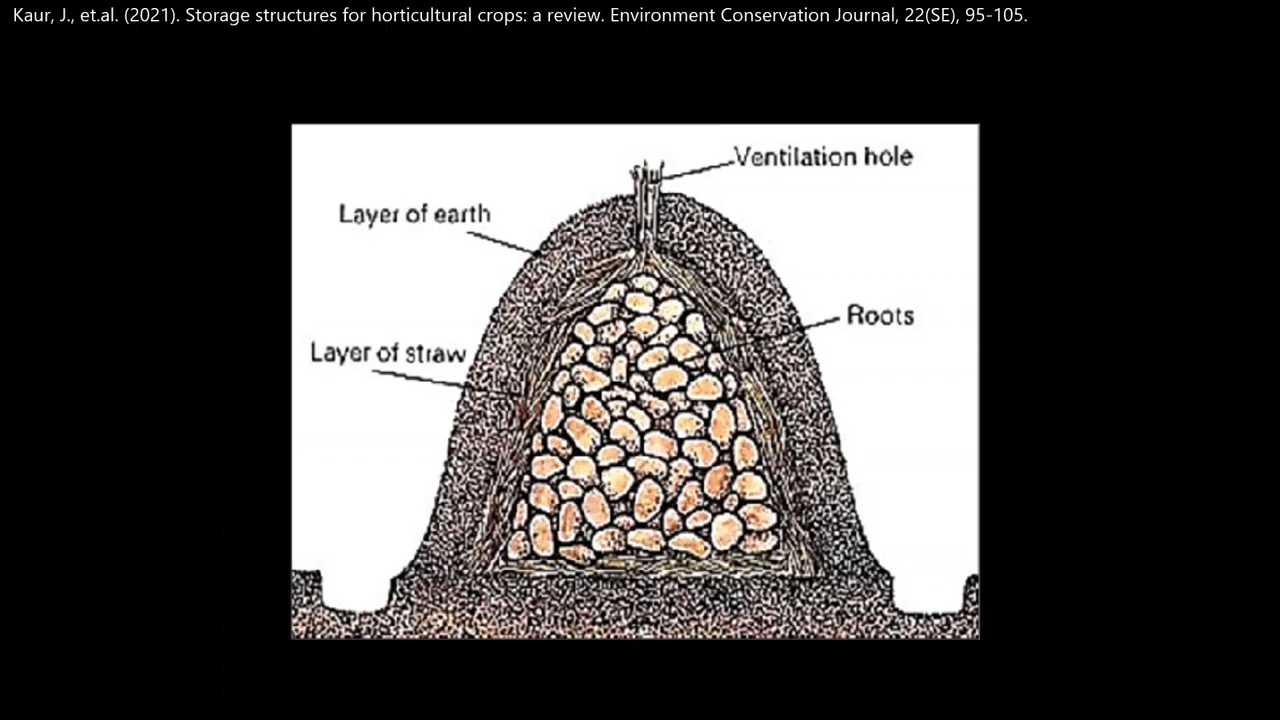 Kaur, J., et.al. (2021). Storage structures for horticultural crops: a review. Environment Conservation Journal, 22(SE), 95-105.
Ventilation hole
Layer of earth
Roots
Layer of straw